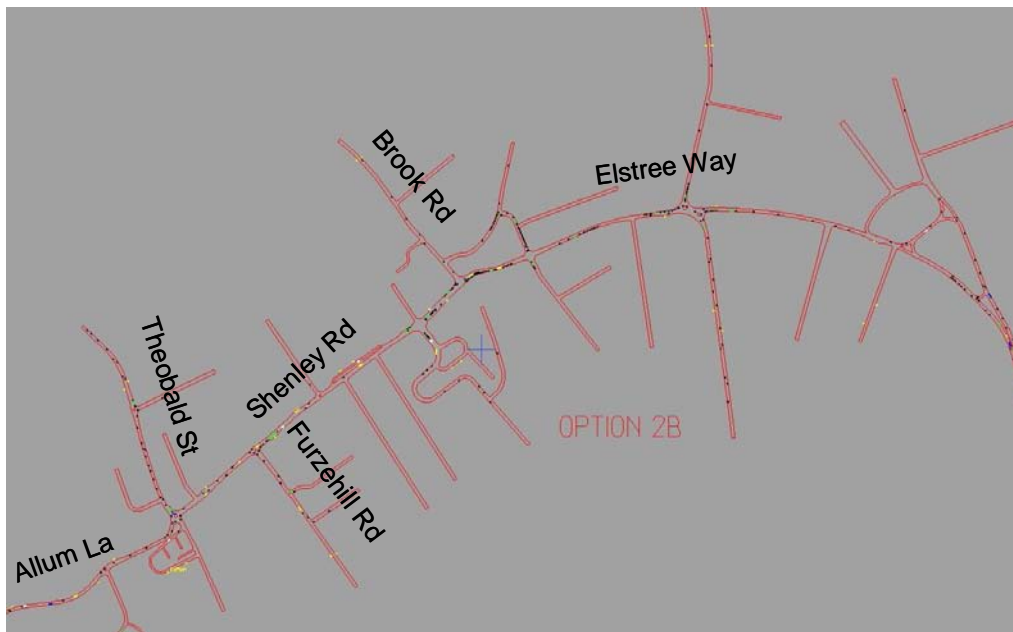 Brook Rd
Elstree Way
Theobald St
Shenley Rd
Furzehill Rd
OPTION 2B
Allum La